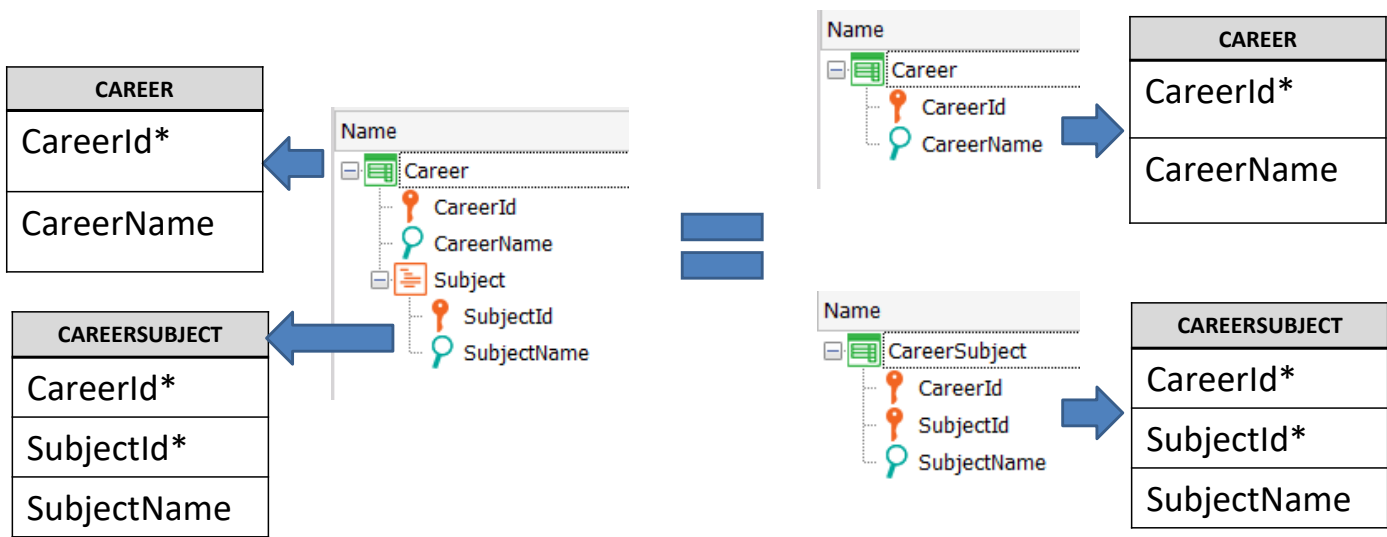 CAREER
CareerId*
CareerName
CAREERSUBJECT
CareerId*
SubjectId*
SubjectName
Name
Career
CareerId
CareerName
Subject
SubjectId
SubjectName
Name
Career
CareerId
CareerName
CAREER
CareerId*
CareerName
Name
CareerSubject
CareerId
SubjectId
SubjectName
CAREERSUBJECT
CareerId*
SubjectId*
SubjectName